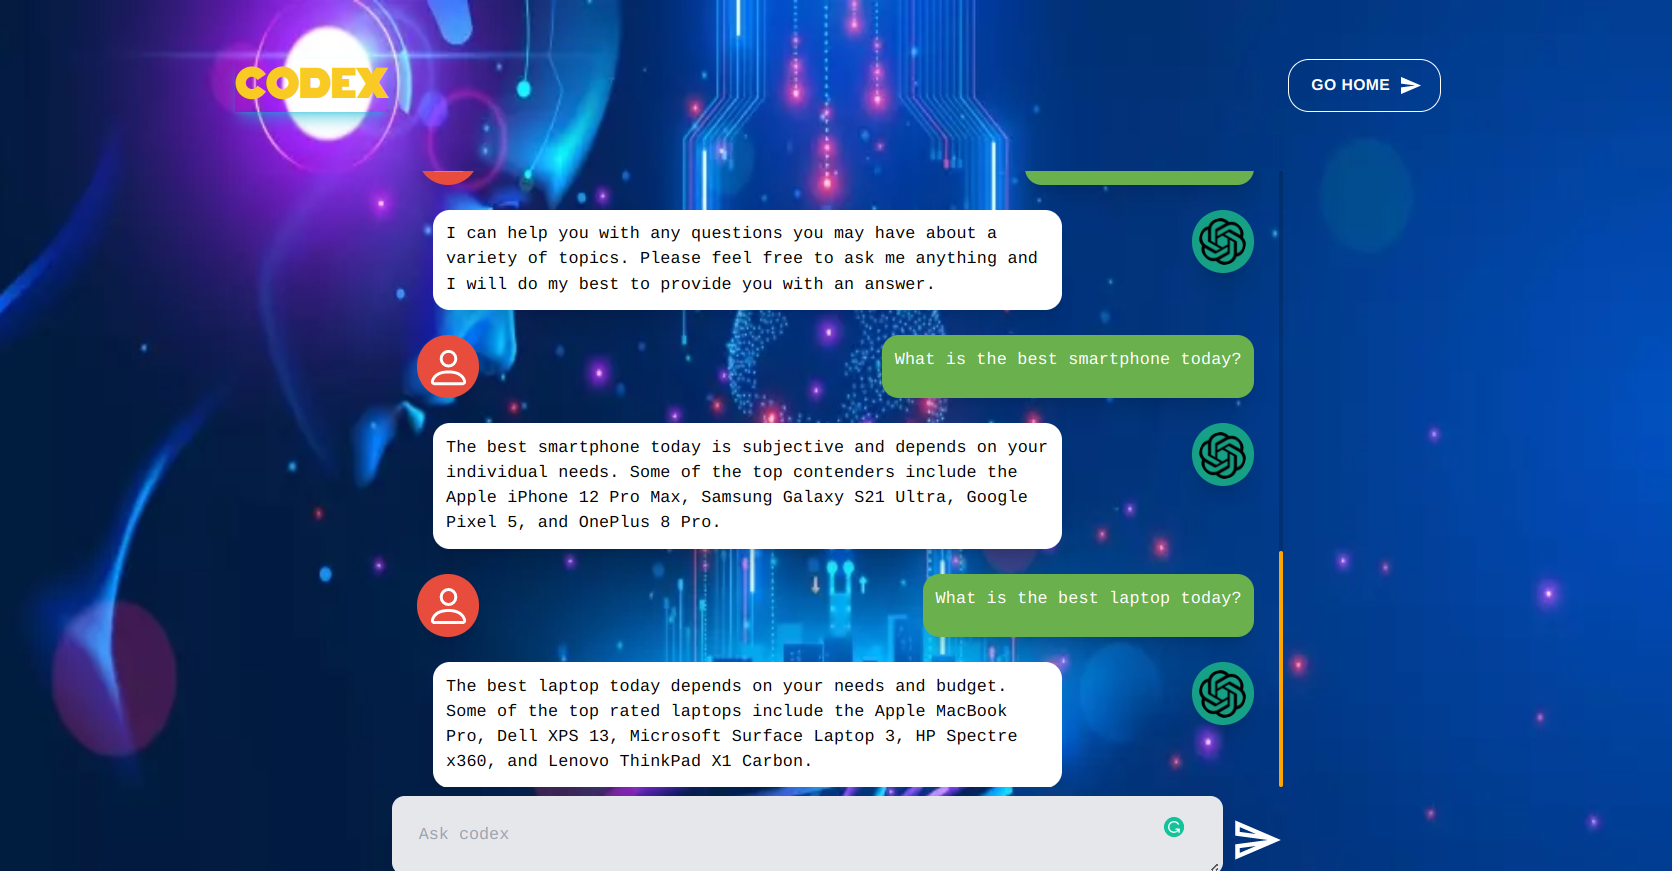 CODEX
GO HOME
I can help you with any questions you may have about a
variety of topics. Please feel free to ask me anything and
I will do my best to provide you with an answer.
What is the best smartphone today?
The best smartphone today is subjective and depends on your
individual needs. Some of the top contenders include the
Apple iPhone 12 Pro Max, Samsung Galaxy S21 Ultra, Google
Pixel 5, and OnePlus 8 Pro.
What is the best laptop today?
The best laptop today depends on your needs and budget.
Some of the top rated laptops include the Apple MacBook
Pro, Dell XPS 13, Microsoft Surface Laptop 3, HP Spectre
x360, and Lenovo ThinkPad X1 Carbon.
Ask codex